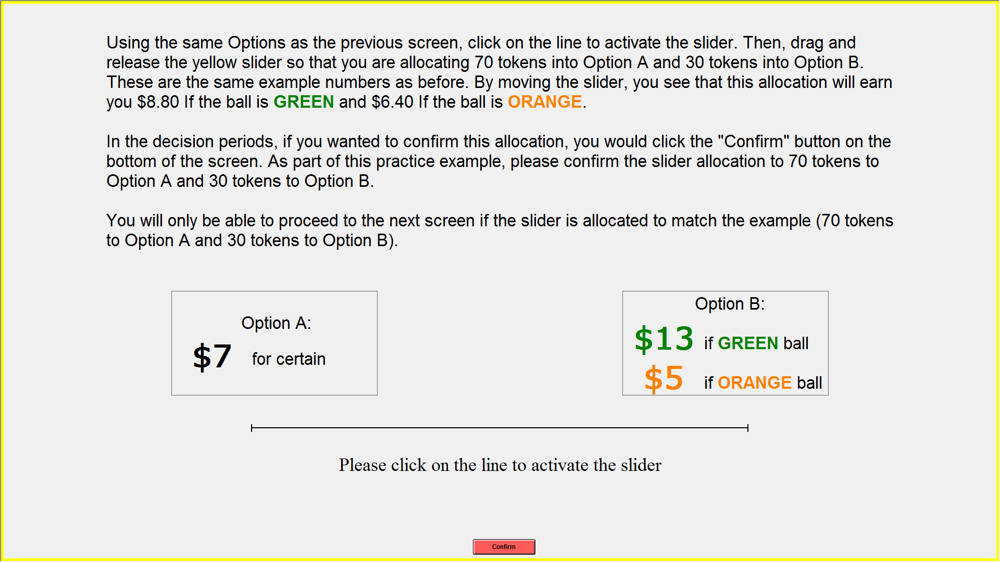 Using the same Options as the previous screen, click on the line to activate the slider. Then, drag and
release the yellow slider so that you are allocating 70 tokens into Option A and 30 tokens into Option B.
These are the same example numbers as before. By moving the slider, you see that this allocation will earn
you $8.80 If the ball is GREEN and $6.40 If the ball is ORANGE.
In the decision periods, if you wanted to confirm this allocation, you would click the "Confirm" button on the
bottom of the screen. As part of this practice example, please confirm the slider allocation to 70 tokens to
Option A and 30 tokens to Option B.
You will only be able to proceed to the next screen if the slider is allocated to match the example (70 tokens
to Option A and 30 tokens to Option B).
Option A:
$7 for certain
Option B:
$13 if GREEN ball
$5 if ORANGE ball
Please click on the line to activate the slider
Confirm